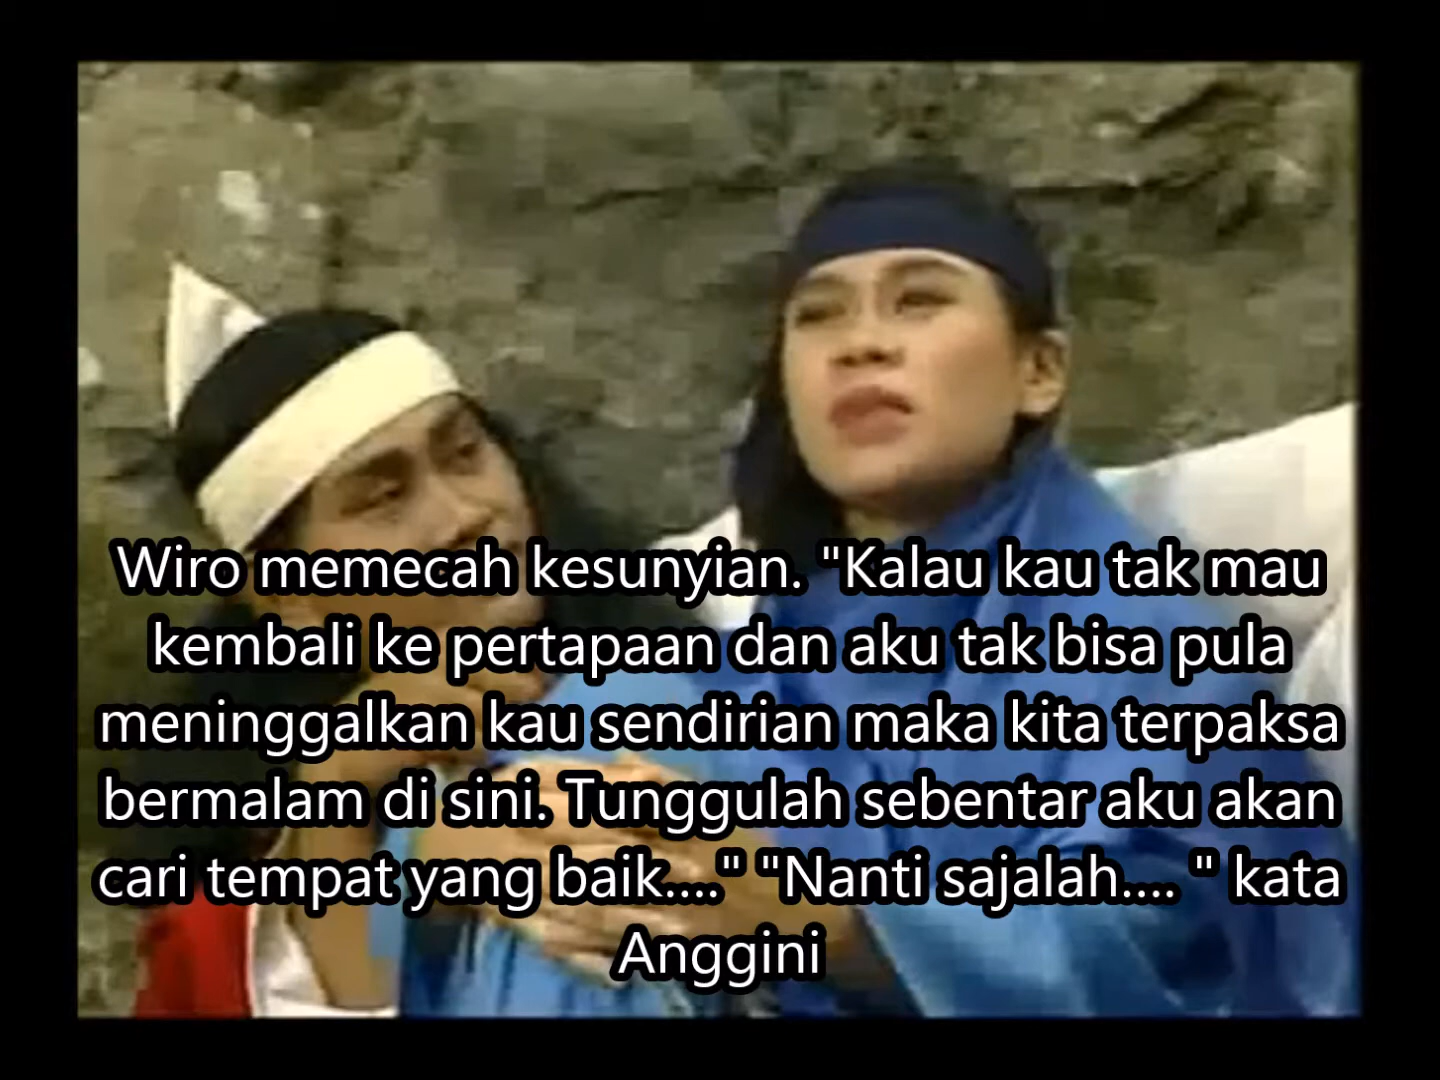 Wiro memecah kesunyian. "Kalau kau tak mau
kembali ke pertapaan dan aku tak bisa pula
meninggalkan kau sendirian maka kita terpaksa
bermalam di sini. Tunggulah sebentar aku akan
cari tempat yang baik...." "Nanti sajalah.... " kata
Anggini